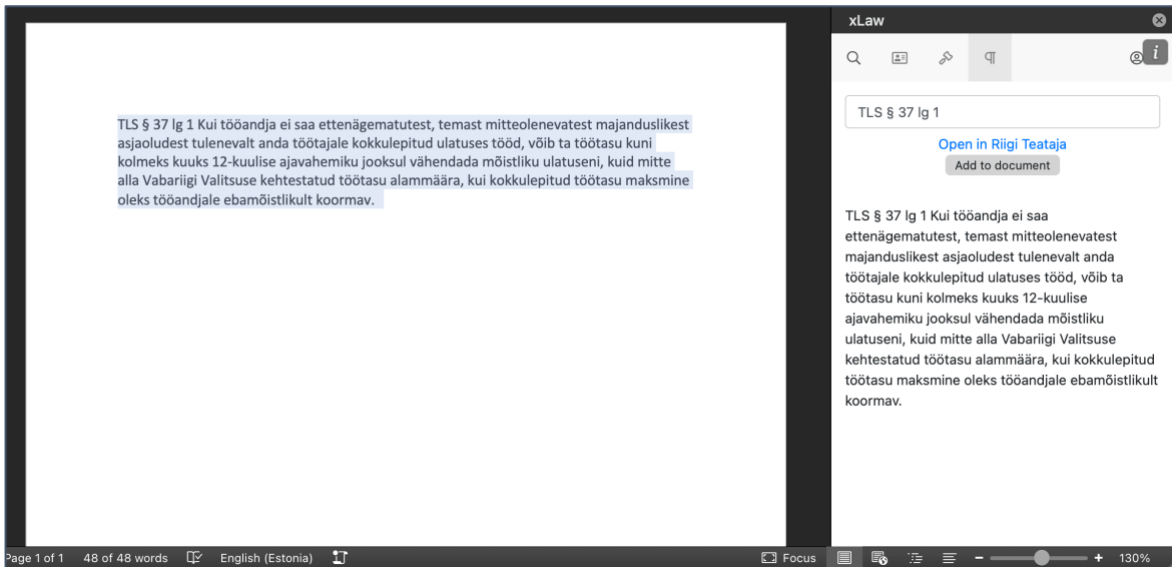 xLaw
i
TLS § 37 lg 1
Open in Riigi Teataja
Add to document
TLS § 37 lg 1 Kui tööandja ei saa ettenägematutest, temast mitteolenevatest majanduslikest
asjaoludest tulenevalt anda töötajale kokkulepitud ulatuses tööd, võib ta töötasu kuni
kolmeks kuuks 12-kuulise ajavahemiku jooksul vähendada mõistliku ulatuseni, kuid mitte
alla Vabariigi Valitsuse kehtestatud töötasu alammäära, kui kokkulepitud töötasu maksmine
oleks tööandjale ebamõistlikult koormav.
TLS § 37 lg 1 Kui tööandja ei saa
ettenägematutest, temast mitteolenevatest
majanduslikest asjaoludest tulenevalt anda
töötajale kokkulepitud ulatuses tööd, võib ta
töötasu kuni kolmeks kuuks 12-kuulise
ajavahemiku jooksul vähendada mõistliku
ulatuseni, kuid mitte alla Vabariigi Valitsuse
kehtestatud töötasu alammäära, kui kokkulepitud
töötasu maksmine oleks tööandjale ebamõistlikult
koormav.
Page 1 of 1 48 of 48 words English (Estonia) Focus 130%